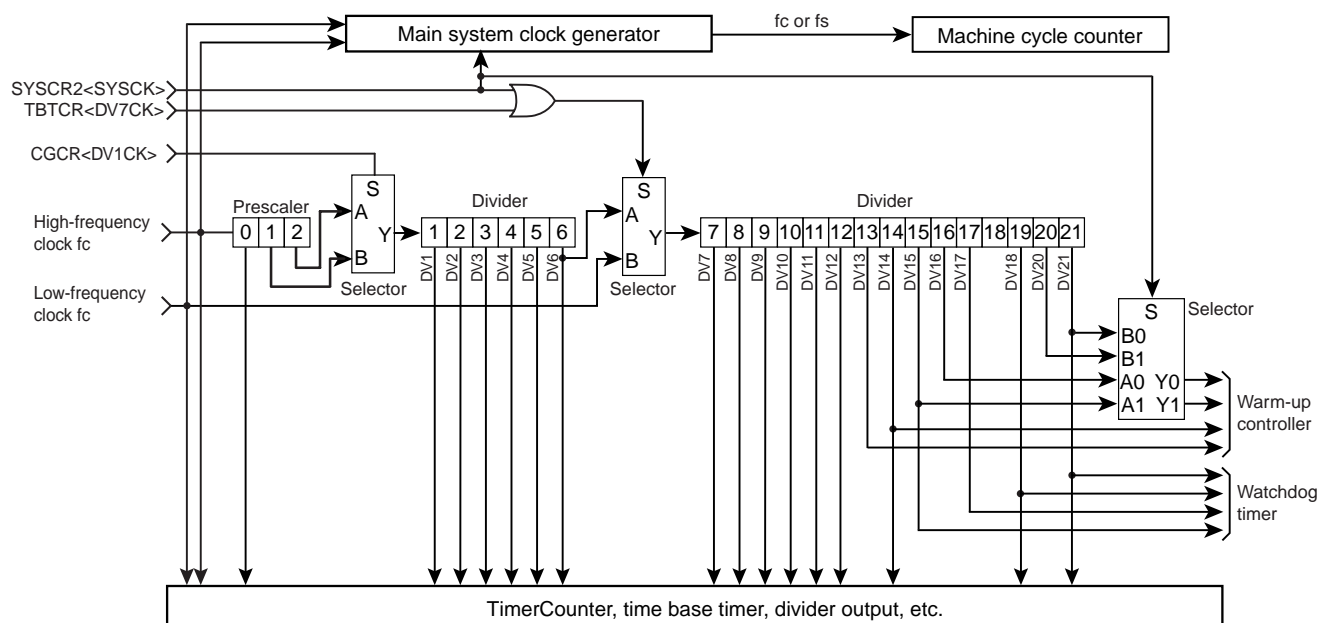 fc or fs
Main system clock generator
Machine cycle counter
SYSCR2<SYSCK>
TBTCR<DV7CK>
CGCR<DV1CK>
S
A
Y
B
Selector
High-frequency
clock fc
Low-frequency
clock fc
Prescaler
0 1 2
Divider
1 2 3 4 5 6
DV1 DV2 DV3 DV4 DV5 DV6
S
A
Y
B
Selector
Divider
7 8 9 10 11 12 13 14 15 16 17 18 19 20 21
DV7 DV8 DV9 DV10 DV11 DV12 DV13 DV14 DV15 DV16 DV17 DV18 DV20 DV21
S
Selector
B0
B1
A0 Y0
A1 Y1
Warm-up
controller
Watchdog
timer
TimerCounter, time base timer, divider output, etc.